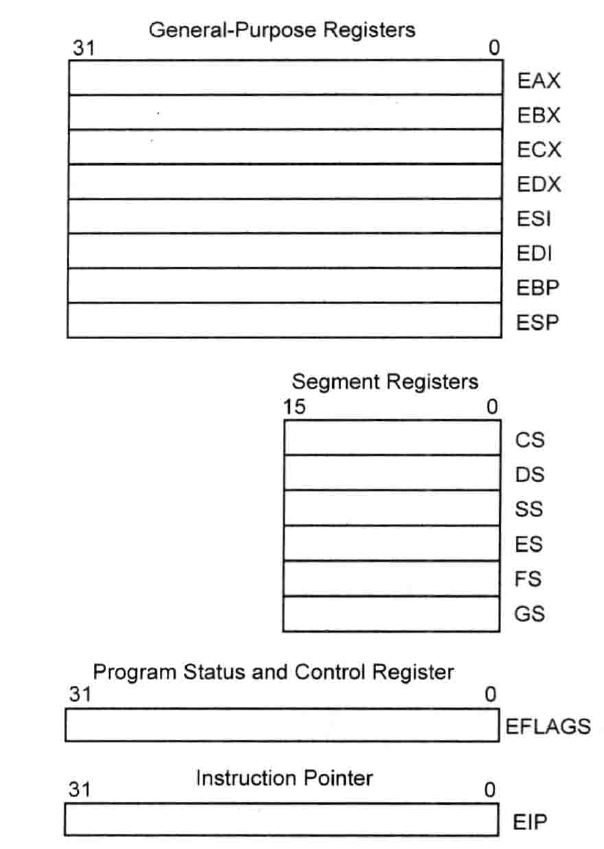 General-Purpose Registers
31 0
EAX
EBX
ECX
EDX
ESI
EDI
EBP
ESP
Segment Registers
15 0
CS
DS
SS
ES
FS
GS
Program Status and Control Register
31 0
EFLAGS
Instruction Pointer
31 0
EIP